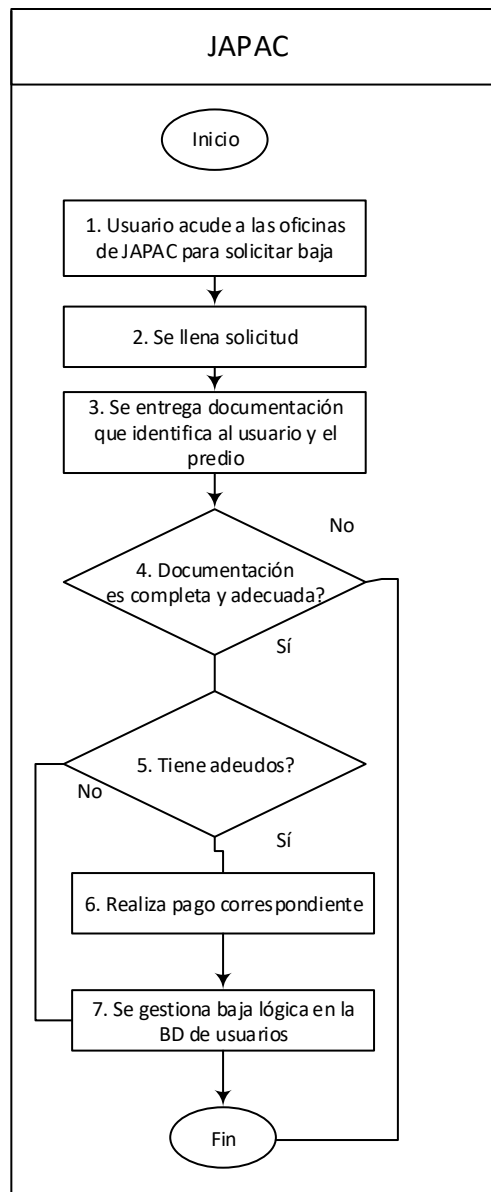 JAPAC
Inicio
1. Usuario acude a las oficinas
de JAPAC para solicitar baja
2. Se llena solicitud
3. Se entrega documentación
que identifica al usuario y el
predio
No
4. Documentación
es completa y adecuada?
Sí
5. Tiene adeudos?
No
Sí
6. Realiza pago correspondiente
7. Se gestiona baja lógica en la
BD de usuarios
Fin